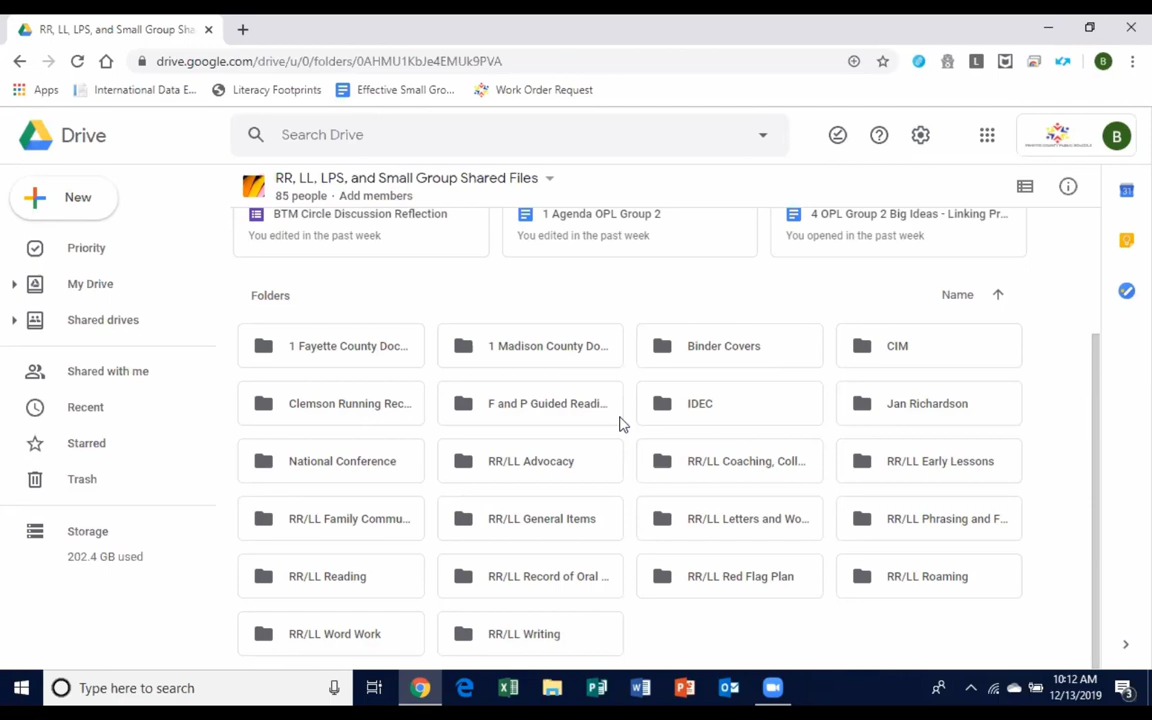 RR, LL, LPS, and Small Group Sha
drive.google.com/drive/u/0/folders/0AHMU1KbJe4EMUk9PVA
Apps
International Data E...
Literacy Footprints
Effective Small Gro...
Work Order Request
Drive
Search Drive
B
New
RR, LL, LPS, and Small Group Shared Files
85 people · Add members
BTM Circle Discussion Reflection
1 Agenda OPL Group 2
4 OPL Group 2 Big Ideas - Linking Pr...
You edited in the past week
You edited in the past week
You opened in the past week
Priority
My Drive
Shared drives
Shared with me
Recent
Starred
Trash
Storage
202.4 GB used
Folders
Name
1 Fayette County Doc...
1 Madison County Do...
Binder Covers
CIM
Clemson Running Rec...
F and P Guided Readi...
IDEC
Jan Richardson
National Conference
RR/LL Advocacy
RR/LL Coaching, Coll...
RR/LL Early Lessons
RR/LL Family Commu...
RR/LL General Items
RR/LL Letters and Wo...
RR/LL Phrasing and F...
RR/LL Reading
RR/LL Record of Oral ...
RR/LL Red Flag Plan
RR/LL Roaming
RR/LL Word Work
RR/LL Writing
Type here to search
10:12 AM
12/13/2019
3